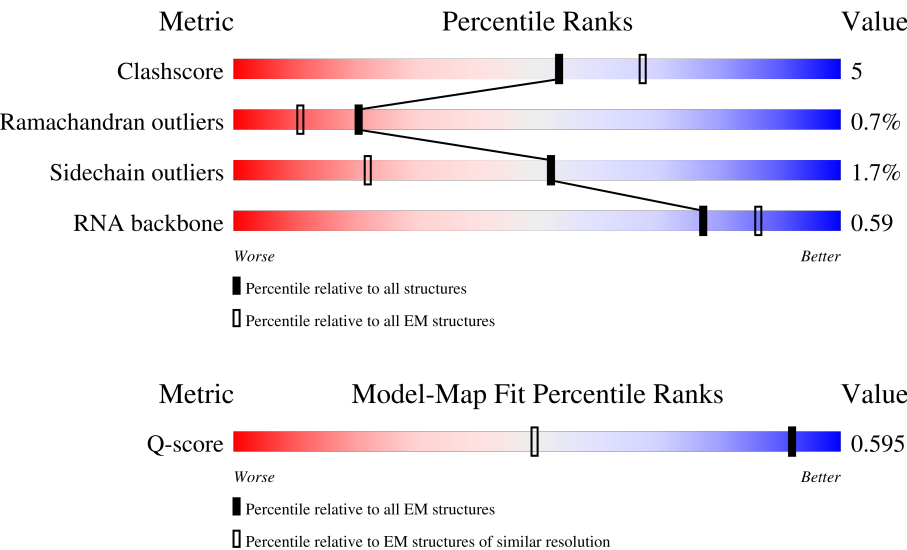 Metric Percentile Ranks Value
Clashscore 5
Ramachandran outliers 0.7%
Sidechain outliers 1.7%
RNA backbone 0.59
Worse Better
Percentile relative to all structures
Percentile relative to all EM structures
Metric Model-Map Fit Percentile Ranks Value
Q-score 0.595
Worse Better
Percentile relative to all EM structures
Percentile relative to EM structures of similar resolution